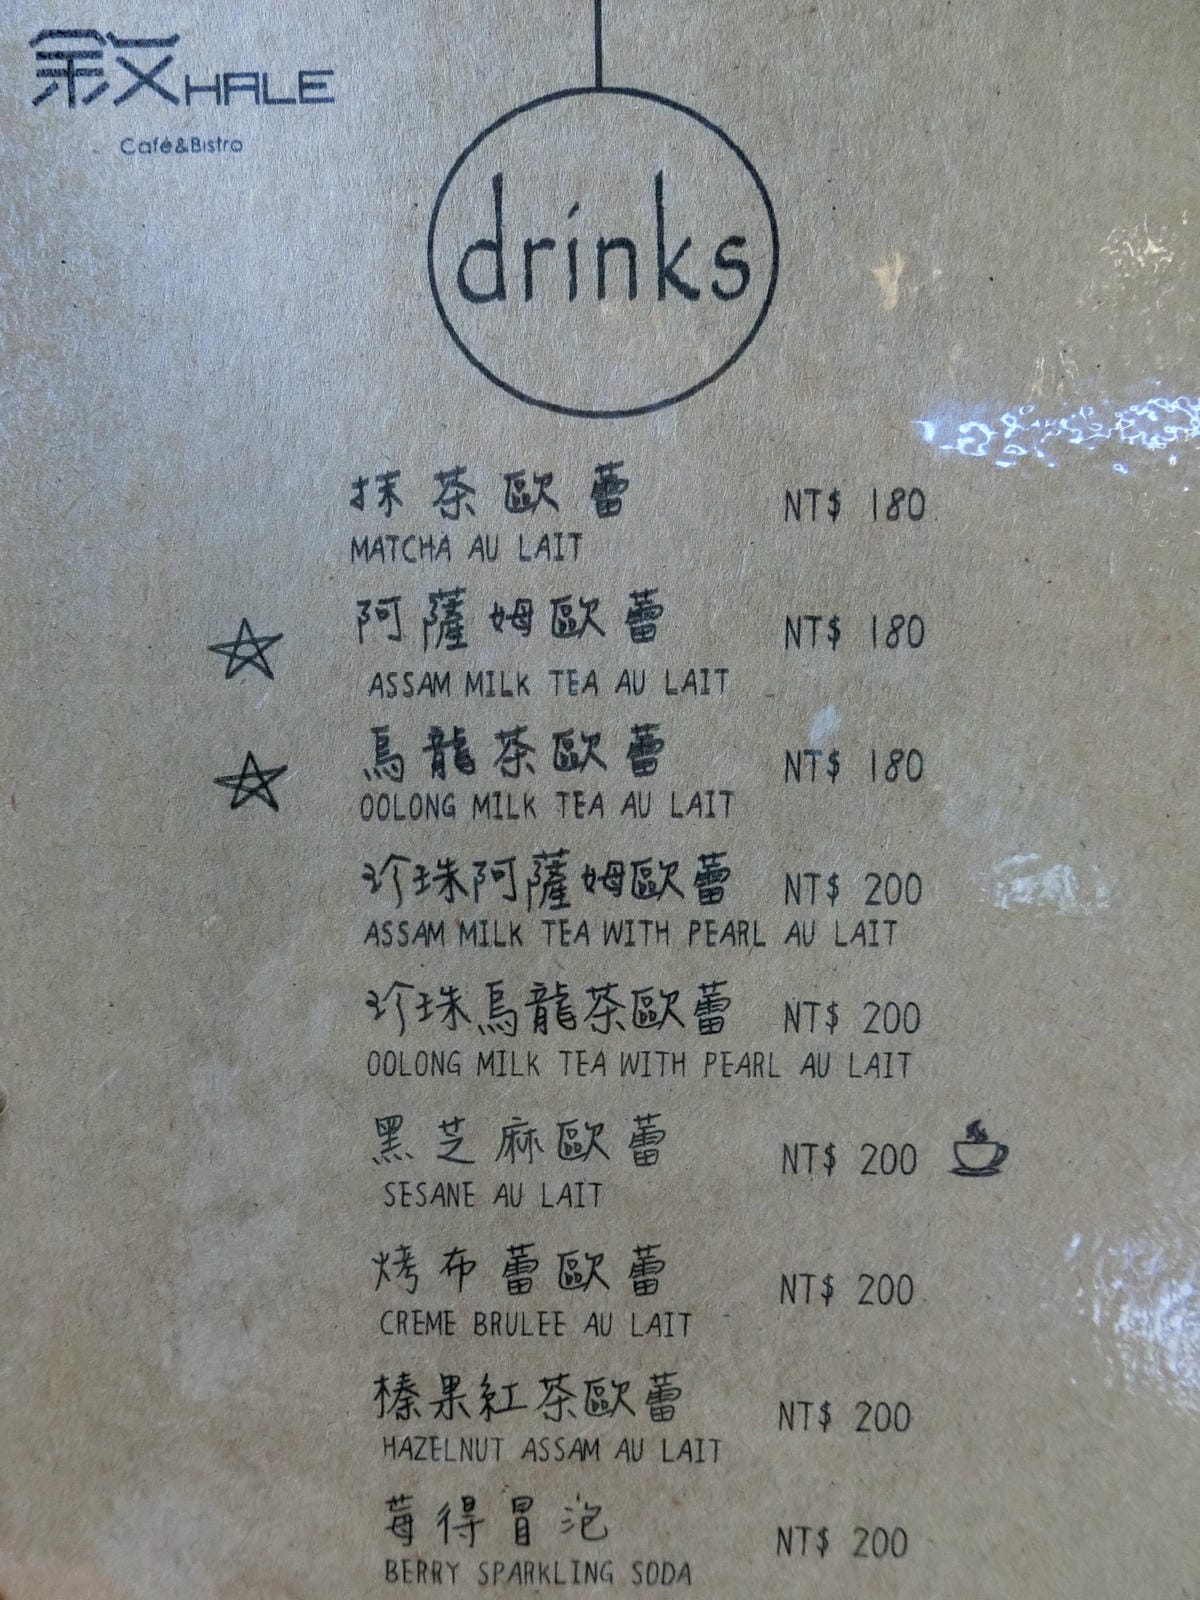 HALE
Café&Bistro
drinks
抹茶歐蕾 NT$ 180
MATCHA AU LAIT
阿薩姆歐蕾 NT$ 180
ASSAM MILK TEA AU LAIT
烏龍茶歐蕾 NT$ 180
OOLONG MILK TEA AU LAIT
珍珠阿薩姆歐蕾 NT$ 200
ASSAM MILK TEA WITH PEARL AU LAIT
珍珠烏龍茶歐蕾 NT$ 200
OOLONG MILK TEA WITH PEARL AU LAIT
黑芝麻歐蕾 NT$ 200
SESANE AU LAIT
烤布蕾歐蕾 NT$ 200
CREME BRULEE AU LAIT
榛果紅茶歐蕾 NT$ 200
HAZELNUT ASSAM AU LAIT
莓得冒泡 NT$ 200
BERRY SPARKLING SODA